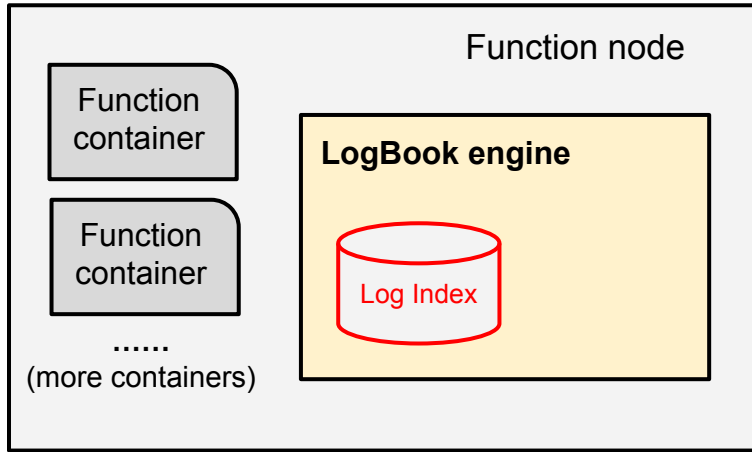 Function node
Function
container
LogBook engine
Function
container
Log Index
......
(more containers)